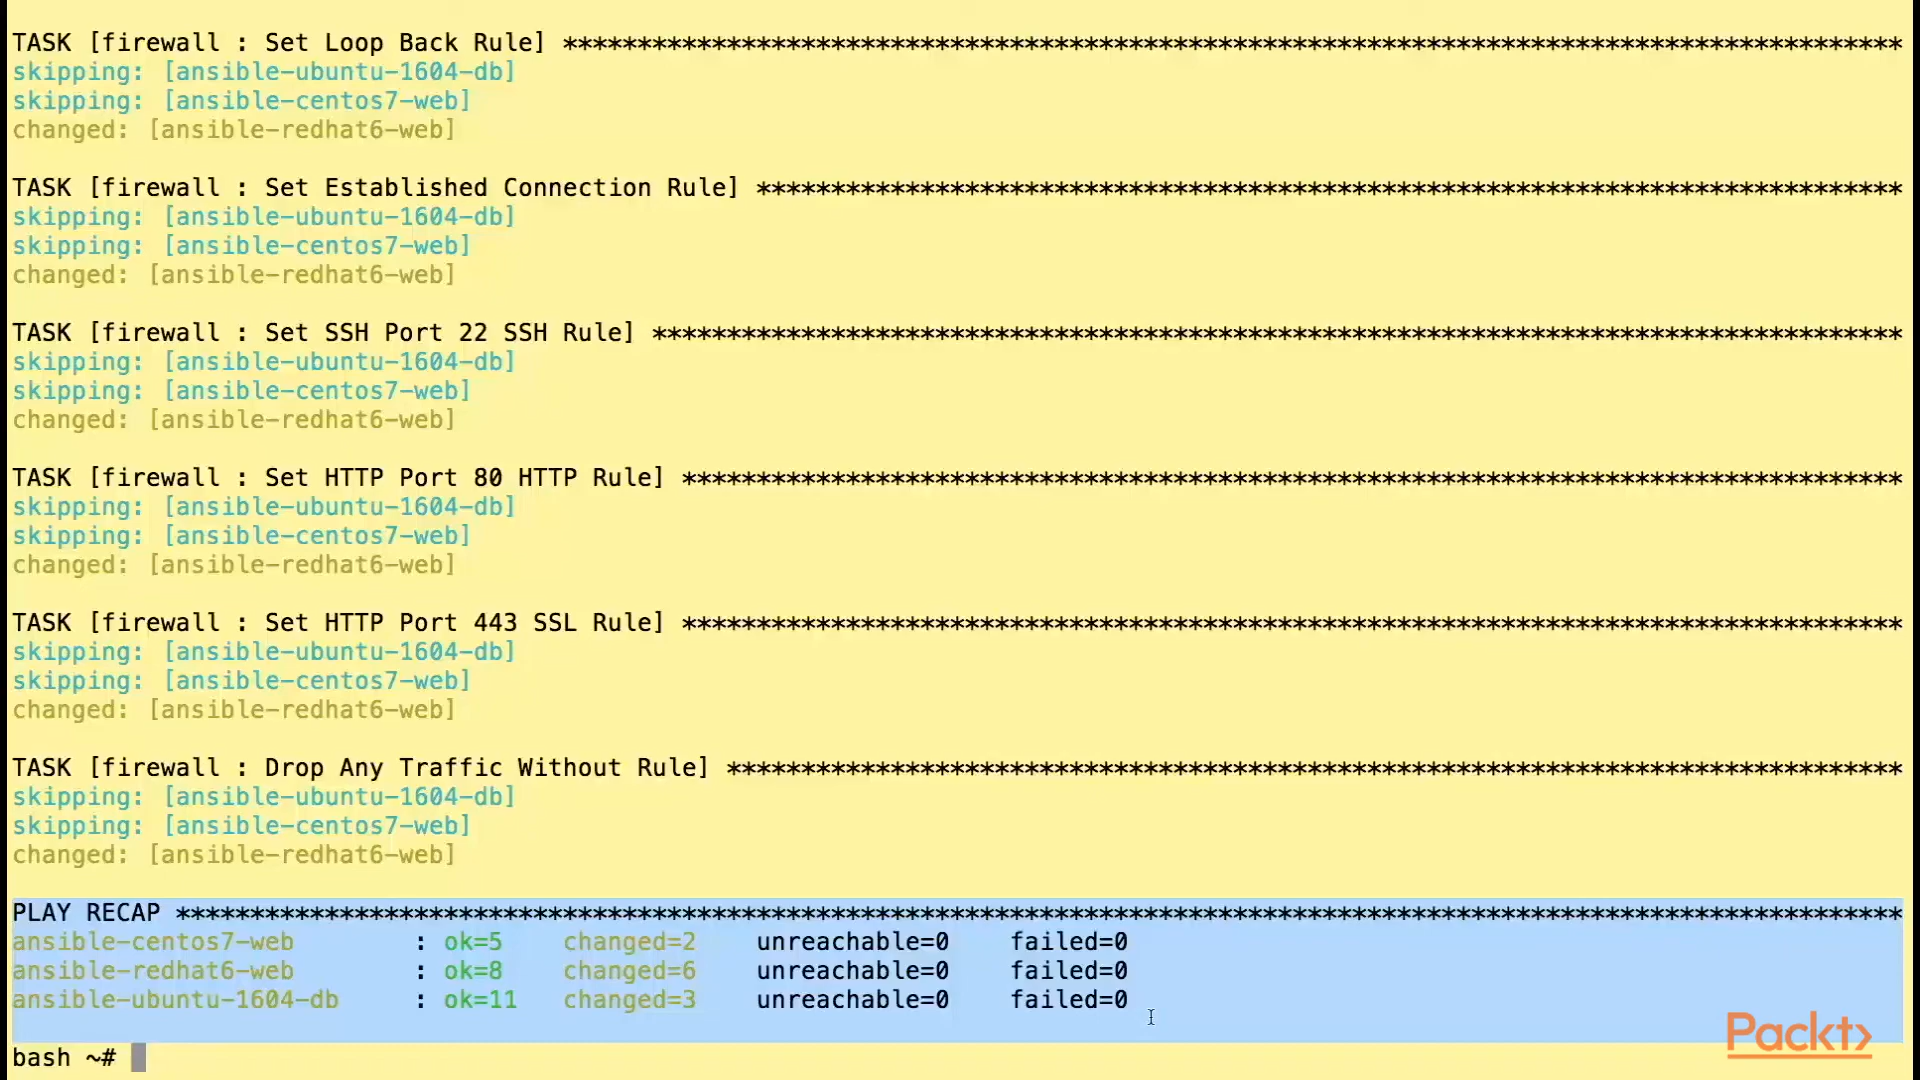 TASK [firewall : Set Loop Back Rule] ******************************************************************************************
skipping: [ansible-ubuntu-1604-db]
skipping: [ansible-centos7-web]
changed: [ansible-redhat6-web]
TASK [firewall : Set Established Connection Rule] *****************************************************************************
skipping: [ansible-ubuntu-1604-db]
skipping: [ansible-centos7-web]
changed: [ansible-redhat6-web]
TASK [firewall : Set SSH Port 22 SSH Rule] ************************************************************************************
skipping: [ansible-ubuntu-1604-db]
skipping: [ansible-centos7-web]
changed: [ansible-redhat6-web]
TASK [firewall : Set HTTP Port 80 HTTP Rule] **********************************************************************************
skipping: [ansible-ubuntu-1604-db]
skipping: [ansible-centos7-web]
changed: [ansible-redhat6-web]
TASK [firewall : Set HTTP Port 443 SSL Rule] **********************************************************************************
skipping: [ansible-ubuntu-1604-db]
skipping: [ansible-centos7-web]
changed: [ansible-redhat6-web]
TASK [firewall : Drop Any Traffic Without Rule] *******************************************************************************
skipping: [ansible-ubuntu-1604-db]
skipping: [ansible-centos7-web]
changed: [ansible-redhat6-web]
PLAY RECAP ********************************************************************************************************************
ansible-centos7-web : ok=5 changed=2 unreachable=0 failed=0
ansible-redhat6-web : ok=8 changed=6 unreachable=0 failed=0
ansible-ubuntu-1604-db : ok=11 changed=3 unreachable=0 failed=0
bash ~#
Packt>